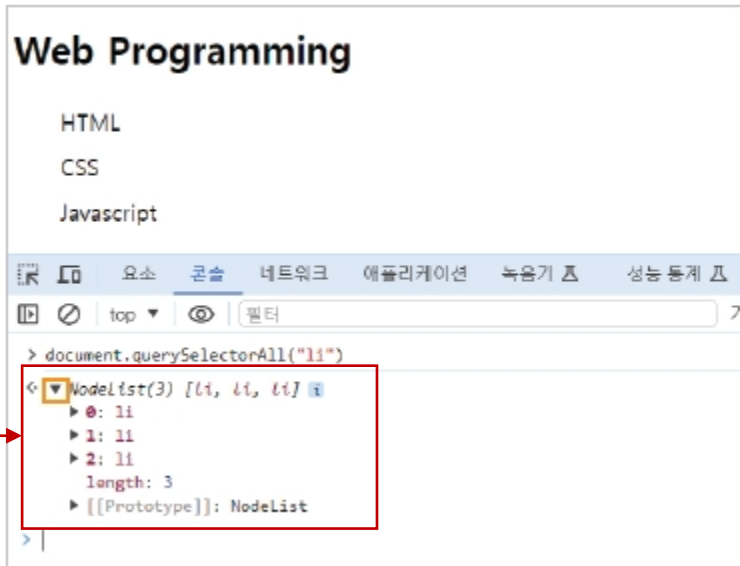 Web Programming
HTML
CSS
Javascript
요소 콘솔 네트워크 애플리케이션 녹음기 성능 통계
top ▼ 필터
> document.querySelectorAll("li")
▼ NodeList(3) [li, li, li] i
▶ 0: li
▶ 1: li
▶ 2: li
length: 3
▶ [[Prototype]]: NodeList
>